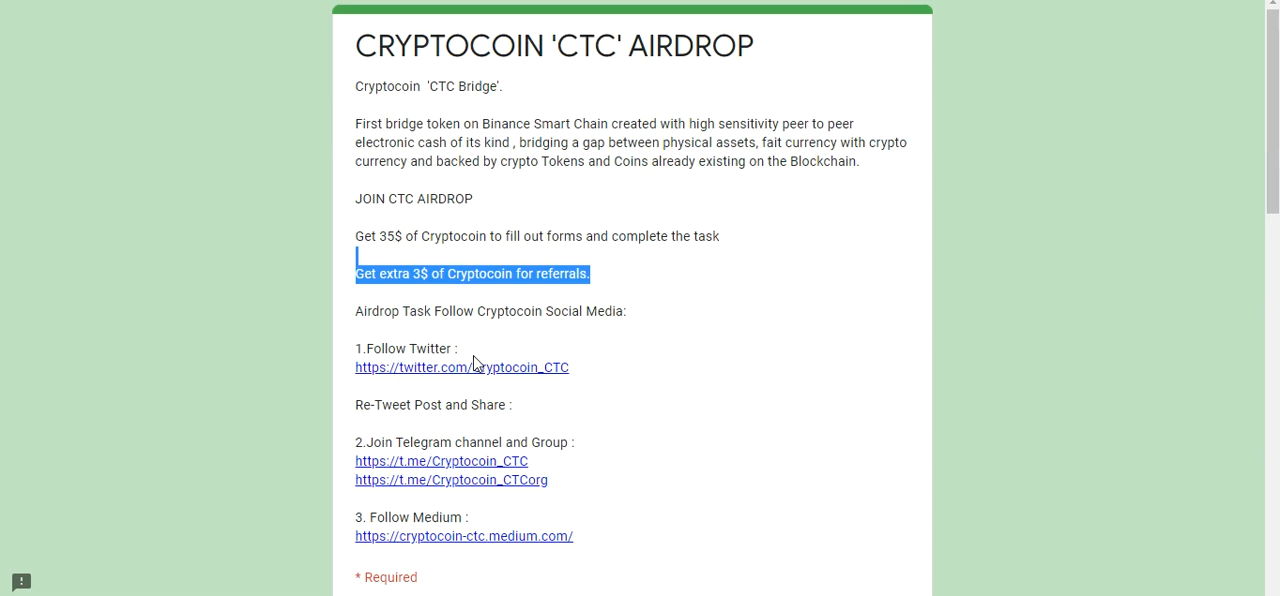 CRYPTOCOIN 'CTC' AIRDROP
Cryptocoin 'CTC Bridge'.
First bridge token on Binance Smart Chain created with high sensitivity peer to peer
electronic cash of its kind , bridging a gap between physical assets, fait currency with crypto
currency and backed by crypto Tokens and Coins already existing on the Blockchain.
JOIN CTC AIRDROP
Get 35$ of Cryptocoin to fill out forms and complete the task
Get extra 3$ of Cryptocoin for referrals.
Airdrop Task Follow Cryptocoin Social Media:
1.Follow Twitter :
https://twitter.com/Cryptocoin_CTC
Re-Tweet Post and Share :
2.Join Telegram channel and Group :
https://t.me/Cryptocoin_CTC
https://t.me/Cryptocoin_CTCorg
3. Follow Medium :
https://cryptocoin-ctc.medium.com/
* Required